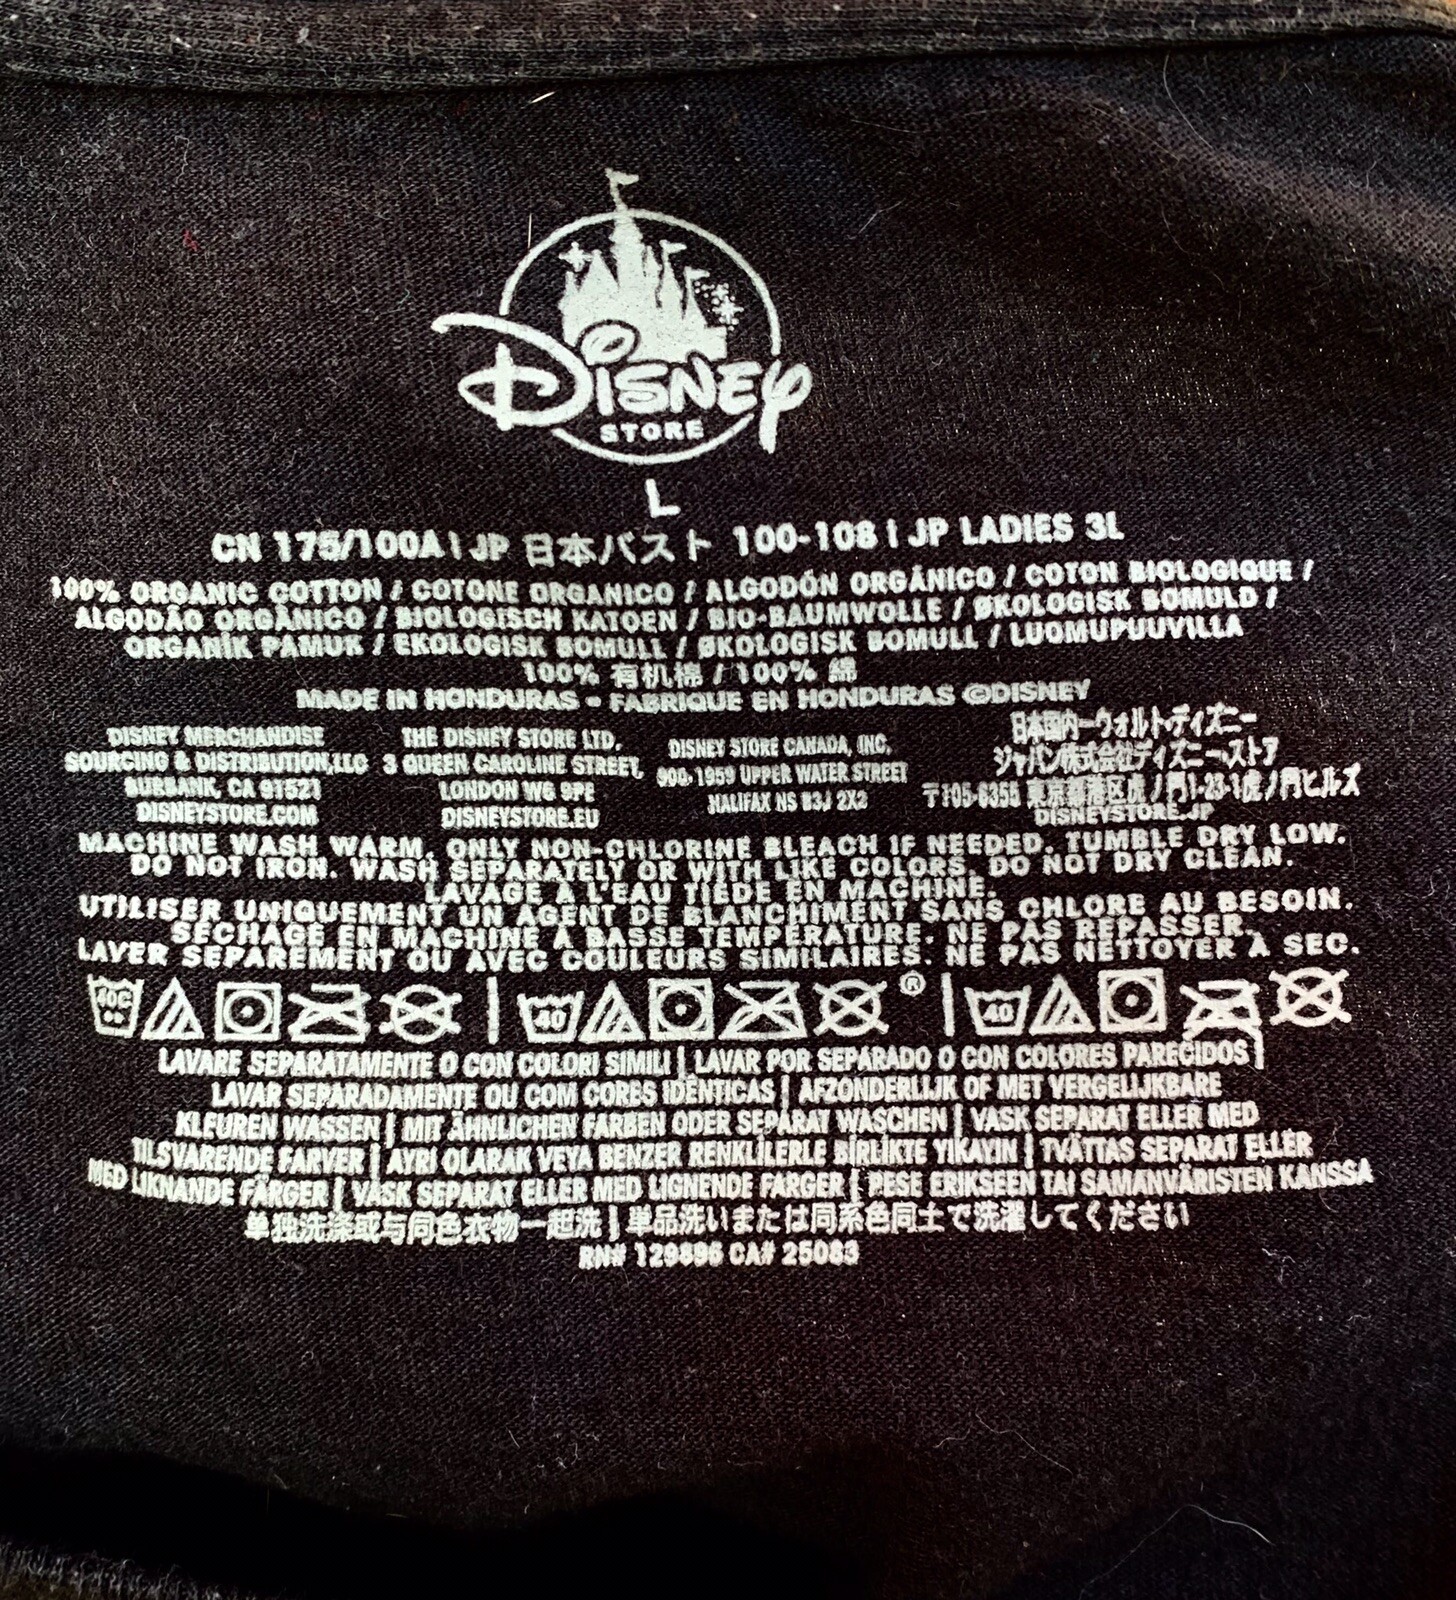 Disney
STORE
L
CN 175/100A | JP 日本バスト 100-108 | JP LADIES 3L
100% ORGANIC COTTON / COTONE ORGANICO / ALGODÓN ORGÁNICO / COTON BIOLOGIQUE /
ALGODÃO ORGÂNICO / BIOLOGISCH KATOEN / BIO-BAUMWOLLE / ØKOLOGISK BOMULD /
ORGANİK PAMUK / EKOLOGISK BOMULL / ØKOLOGISK BOMULL / LUOMUPUUVILLA
100% 有机棉 / 100% 綿
MADE IN HONDURAS • FABRIQUE EN HONDURAS ©DISNEY
DISNEY MERCHANDISE
SOURCING & DISTRIBUTION,LLC
BURBANK, CA 91521
DISNEYSTORE.COM
THE DISNEY STORE LTD.
3 QUEEN CAROLINE STREET,
LONDON W6 9PE
DISNEYSTORE.EU
DISNEY STORE CANADA, INC.
900-1959 UPPER WATER STREET
HALIFAX NS B3J 2X2
日本国内ーウォルト・ディズニー
ジャパン株式会社ディズニーストア
〒105-6355 東京都港区虎ノ門1-23-1虎ノ門ヒルズ
DISNEYSTORE.JP
MACHINE WASH WARM, ONLY NON-CHLORINE BLEACH IF NEEDED. TUMBLE DRY LOW.
DO NOT IRON. WASH SEPARATELY OR WITH LIKE COLORS. DO NOT DRY CLEAN.
LAVAGE À L'EAU TIÈDE EN MACHINE.
UTILISER UNIQUEMENT UN AGENT DE BLANCHIMENT SANS CHLORE AU BESOIN.
SÉCHAGE EN MACHINE À BASSE TEMPÉRATURE. NE PAS REPASSER.
LAVER SÉPARÉMENT OU AVEC COULEURS SIMILAIRES. NE PAS NETTOYER À SEC.
40C | 40 ® | 40
LAVARE SEPARATAMENTE O CON COLORI SIMILI | LAVAR POR SEPARADO O CON COLORES PARECIDOS |
LAVAR SEPARADAMENTE OU COM CORES IDÊNTICAS | AFZONDERLIJK OF MET VERGELIJKBARE
KLEUREN WASSEN | MIT ÄHNLICHEN FARBEN ODER SEPARAT WASCHEN | VASK SEPARAT ELLER MED
TILSVARENDE FARVER | AYRI OLARAK VEYA BENZER RENKLİLERLE BİRLİKTE YIKAYIN | TVÄTTAS SEPARAT ELLER
MED LIKNANDE FÄRGER | VASK SEPARAT ELLER MED LIGNENDE FARGER | PESE ERIKSEEN TAI SAMANVÄRISTEN KANSSA
单独洗涤或与同色衣物一起洗 | 単品洗いまたは同系色同士で洗濯してください
RN# 129896 CA# 25083